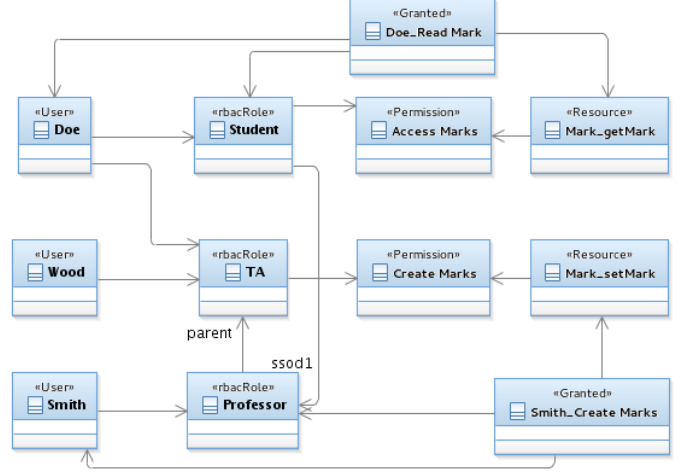 «Granted»
Doe_Read Mark
«User»
Doe
«rbacRole»
Student
«Permission»
Access Marks
«Resource»
Mark_getMark
«User»
Wood
«rbacRole»
TA
«Permission»
Create Marks
«Resource»
Mark_setMark
parent
ssod1
«User»
Smith
«rbacRole»
Professor
«Granted»
Smith_Create Marks